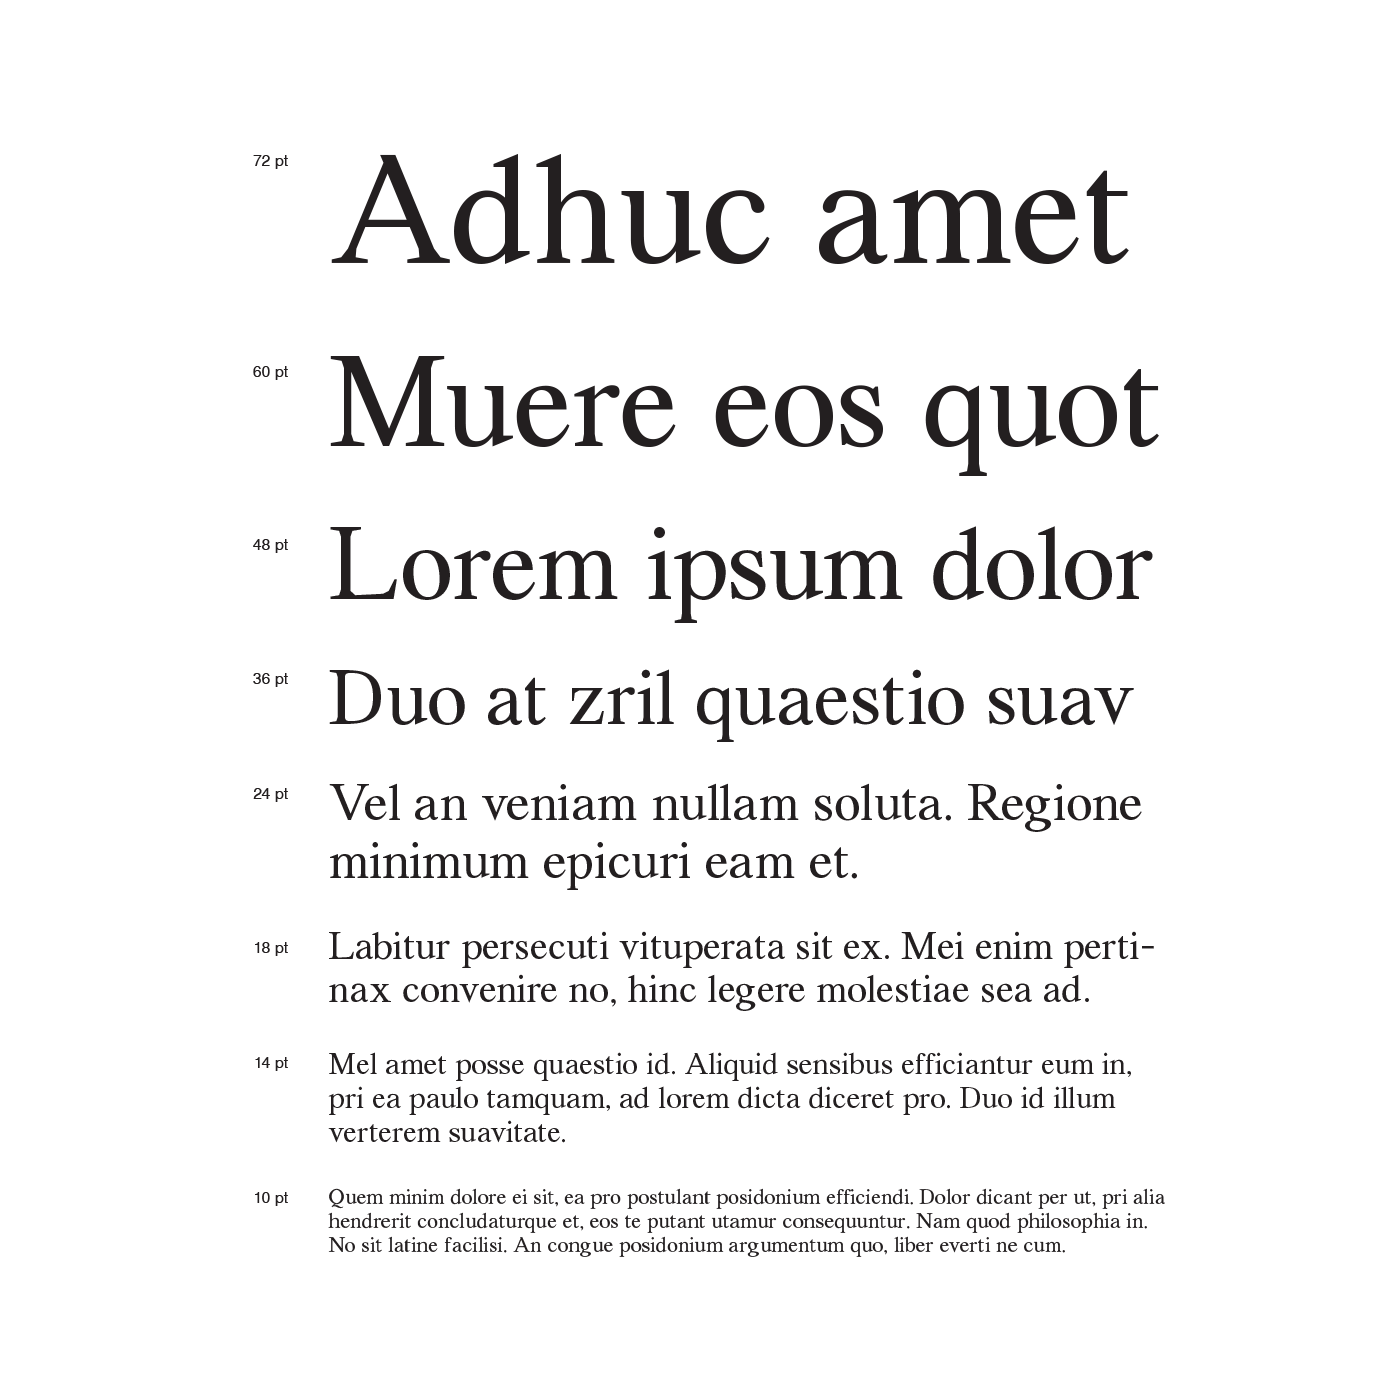 72 pt Adhuc amet
60 pt Muere eos quot
48 pt Lorem ipsum dolor
36 pt Duo at zril quaestio suav
24 pt Vel an veniam nullam soluta. Regione
minimum epicuri eam et.
18 pt Labitur persecuti vituperata sit ex. Mei enim perti-
nax convenire no, hinc legere molestiae sea ad.
14 pt Mel amet posse quaestio id. Aliquid sensibus efficiantur eum in,
pri ea paulo tamquam, ad lorem dicta diceret pro. Duo id illum
verterem suavitate.
10 pt Quem minim dolore ei sit, ea pro postulant posidonium efficiendi. Dolor dicant per ut, pri alia
hendrerit concludaturque et, eos te putant utamur consequuntur. Nam quod philosophia in.
No sit latine facilisi. An congue posidonium argumentum quo, liber everti ne cum.